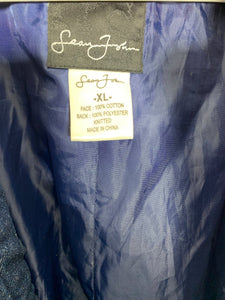 Sean John
Sean John
-XL-
FACE : 100% COTTON
BACK : 100% POLYESTER
KNITTED
MADE IN CHINA